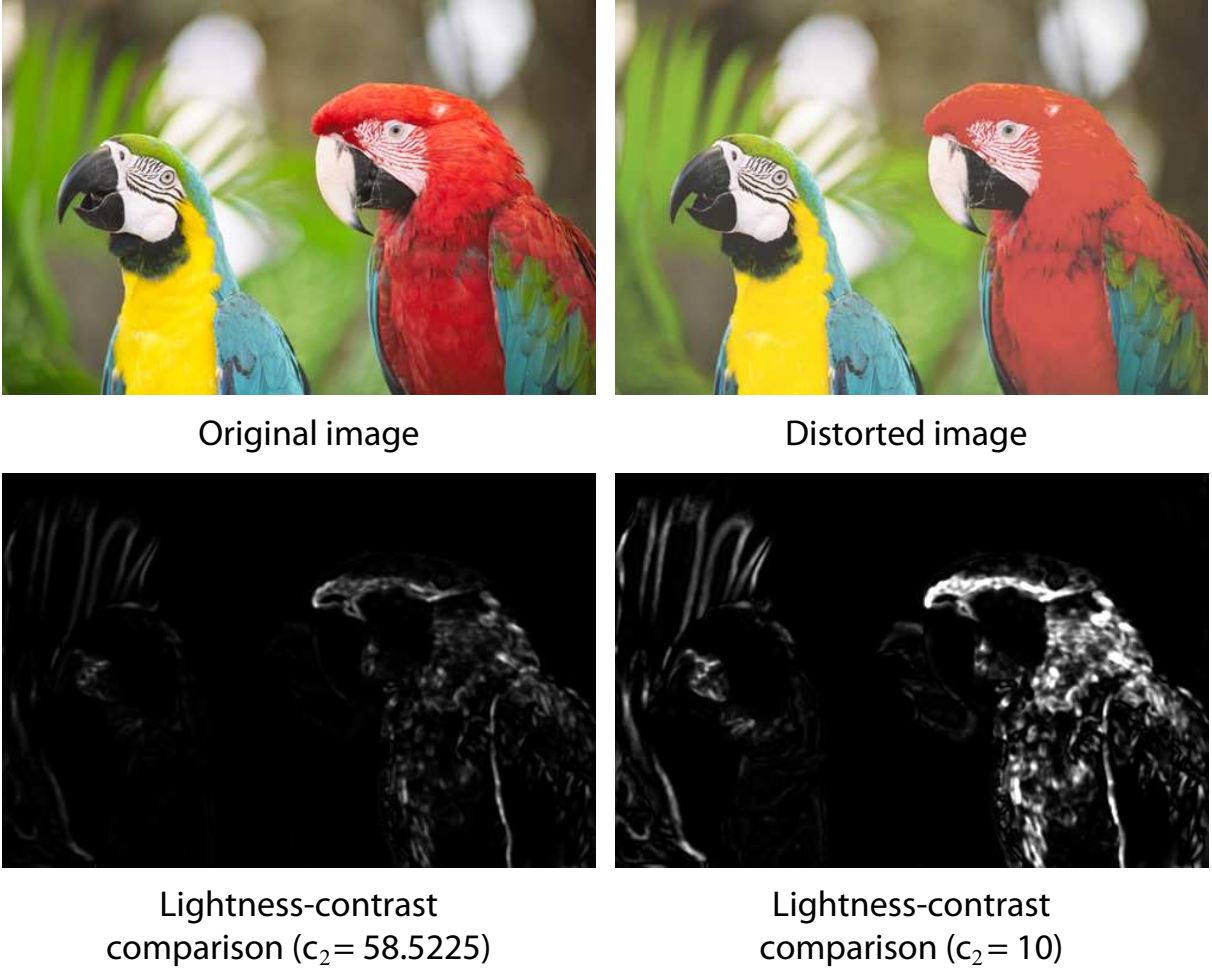 Original image
Distorted image
Lightness-contrast
comparison (c₂ = 58.5225)
Lightness-contrast
comparison (c₂ = 10)